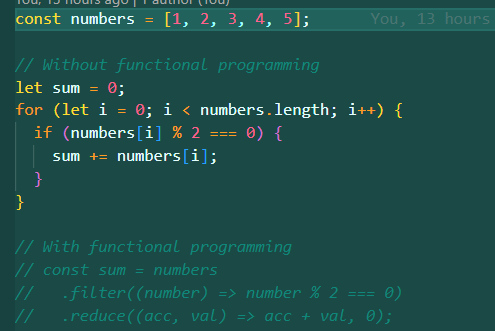 You, 13 hours ago | 1 author (You)
const numbers = [1, 2, 3, 4, 5]; You, 13 hours
// Without functional programming
let sum = 0;
for (let i = 0; i < numbers.length; i++) {
  if (numbers[i] % 2 === 0) {
    sum += numbers[i];
  }
}
// With functional programming
// const sum = numbers
//   .filter((number) => number % 2 === 0)
//   .reduce((acc, val) => acc + val, 0);